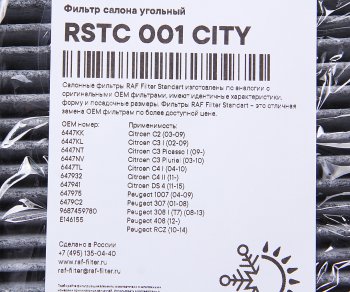 Фильтр салона угольный
RSTC 001 CITY
Салонные фильтры RAF Filter Standart изготовлены по аналогии с
оригинальными OEM фильтрами, имеют идентичные характеристики,
форму и посадочные размеры. Фильтры RAF Filter Standart – это отличная
замена OEM фильтрам по более доступной цене.
OEM номер: Применимость:
6447KK Citroen C2 (03-09)
6447KL Citroen C3 I (02-09)
6447NT Citroen C3 Picasso I (09-)
6447NV Citroen C3 Pluriel (03-10)
6447TL Citroen C4 I (04-10)
647932 Citroen C4 II (11-)
647941 Citroen DS 4 (11-15)
647975 Peugeot 1007 (04-09)
6479C2 Peugeot 307 (01-08)
9687459780 Peugeot 308 I (T7) (08-13)
E146155 Peugeot 408 (12-)
Peugeot RCZ (10-14)
Сделано в России
+7 (495) 135-04-40
www.raf-filter.ru
raf-filter@raf-filter.ru